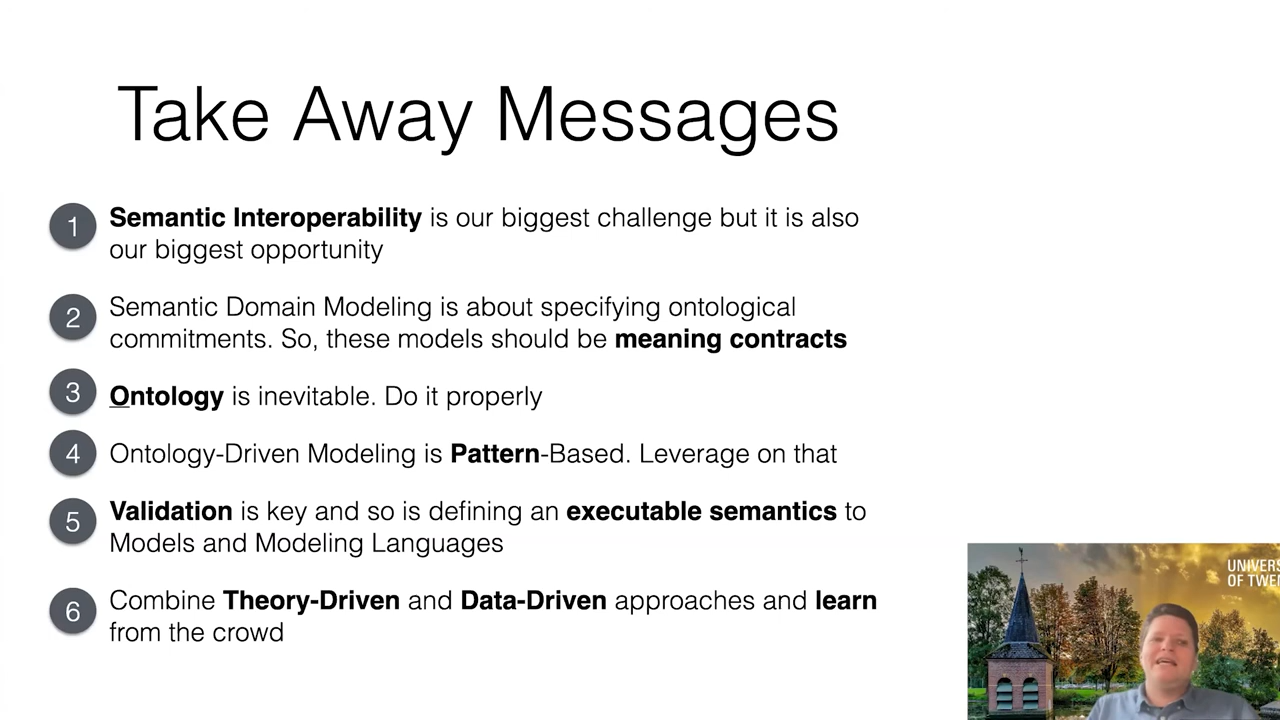 Take Away Messages
1
Semantic Interoperability is our biggest challenge but it is also
our biggest opportunity
2
Semantic Domain Modeling is about specifying ontological
commitments. So, these models should be meaning contracts
3
Ontology is inevitable. Do it properly
4
Ontology-Driven Modeling is Pattern-Based. Leverage on that
5
Validation is key and so is defining an executable semantics to
Models and Modeling Languages
6
Combine Theory-Driven and Data-Driven approaches and learn
from the crowd
UNIVERS
OF TWEN